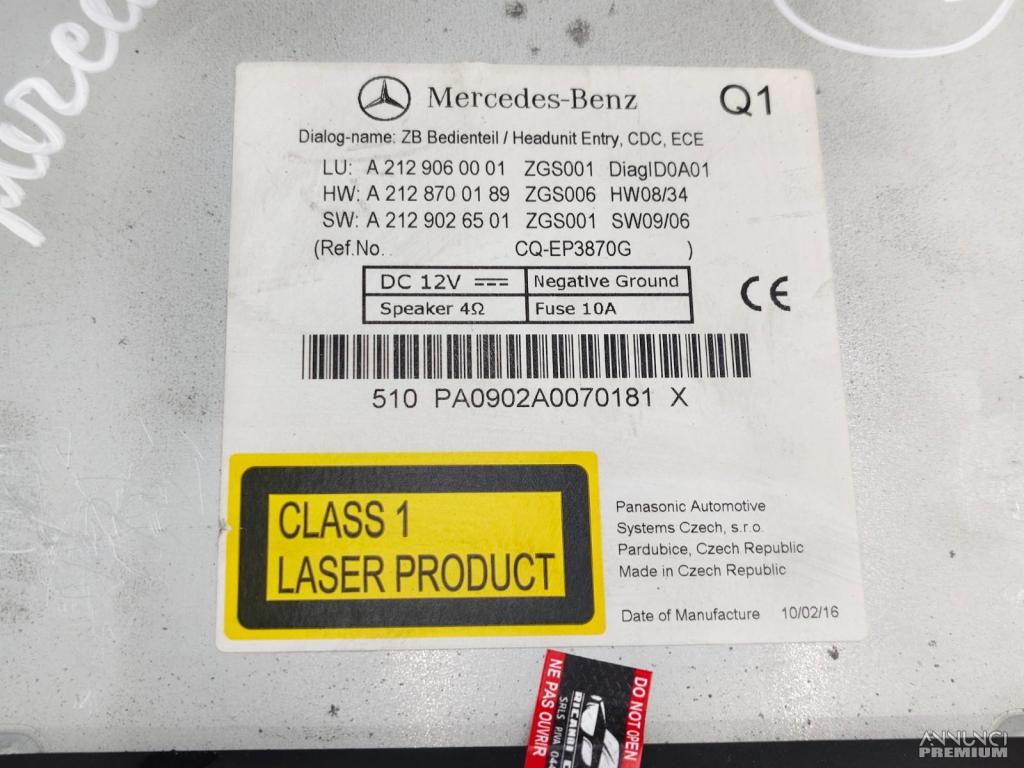 Mercedes-Benz Q1
Dialog-name: ZB Bedienteil / Headunit Entry, CDC, ECE
LU: A 212 906 00 01 ZGS001 DiagID0A01
HW: A 212 870 01 89 ZGS006 HW08/34
SW: A 212 902 65 01 ZGS001 SW09/06
(Ref.No. CQ-EP3870G )
DC 12V Negative Ground
Speaker 4Ω Fuse 10A
CE
510 PA0902A0070181 X
CLASS 1
LASER PRODUCT
Panasonic Automotive
Systems Czech, s.r.o.
Pardubice, Czech Republic
Made in Czech Republic
Date of Manufacture 10/02/16
DO NOT OPEN
RICAMBI
SRLS PIVA 044
NE PAS OUVRIR
ANNUNCI
PREMIUM